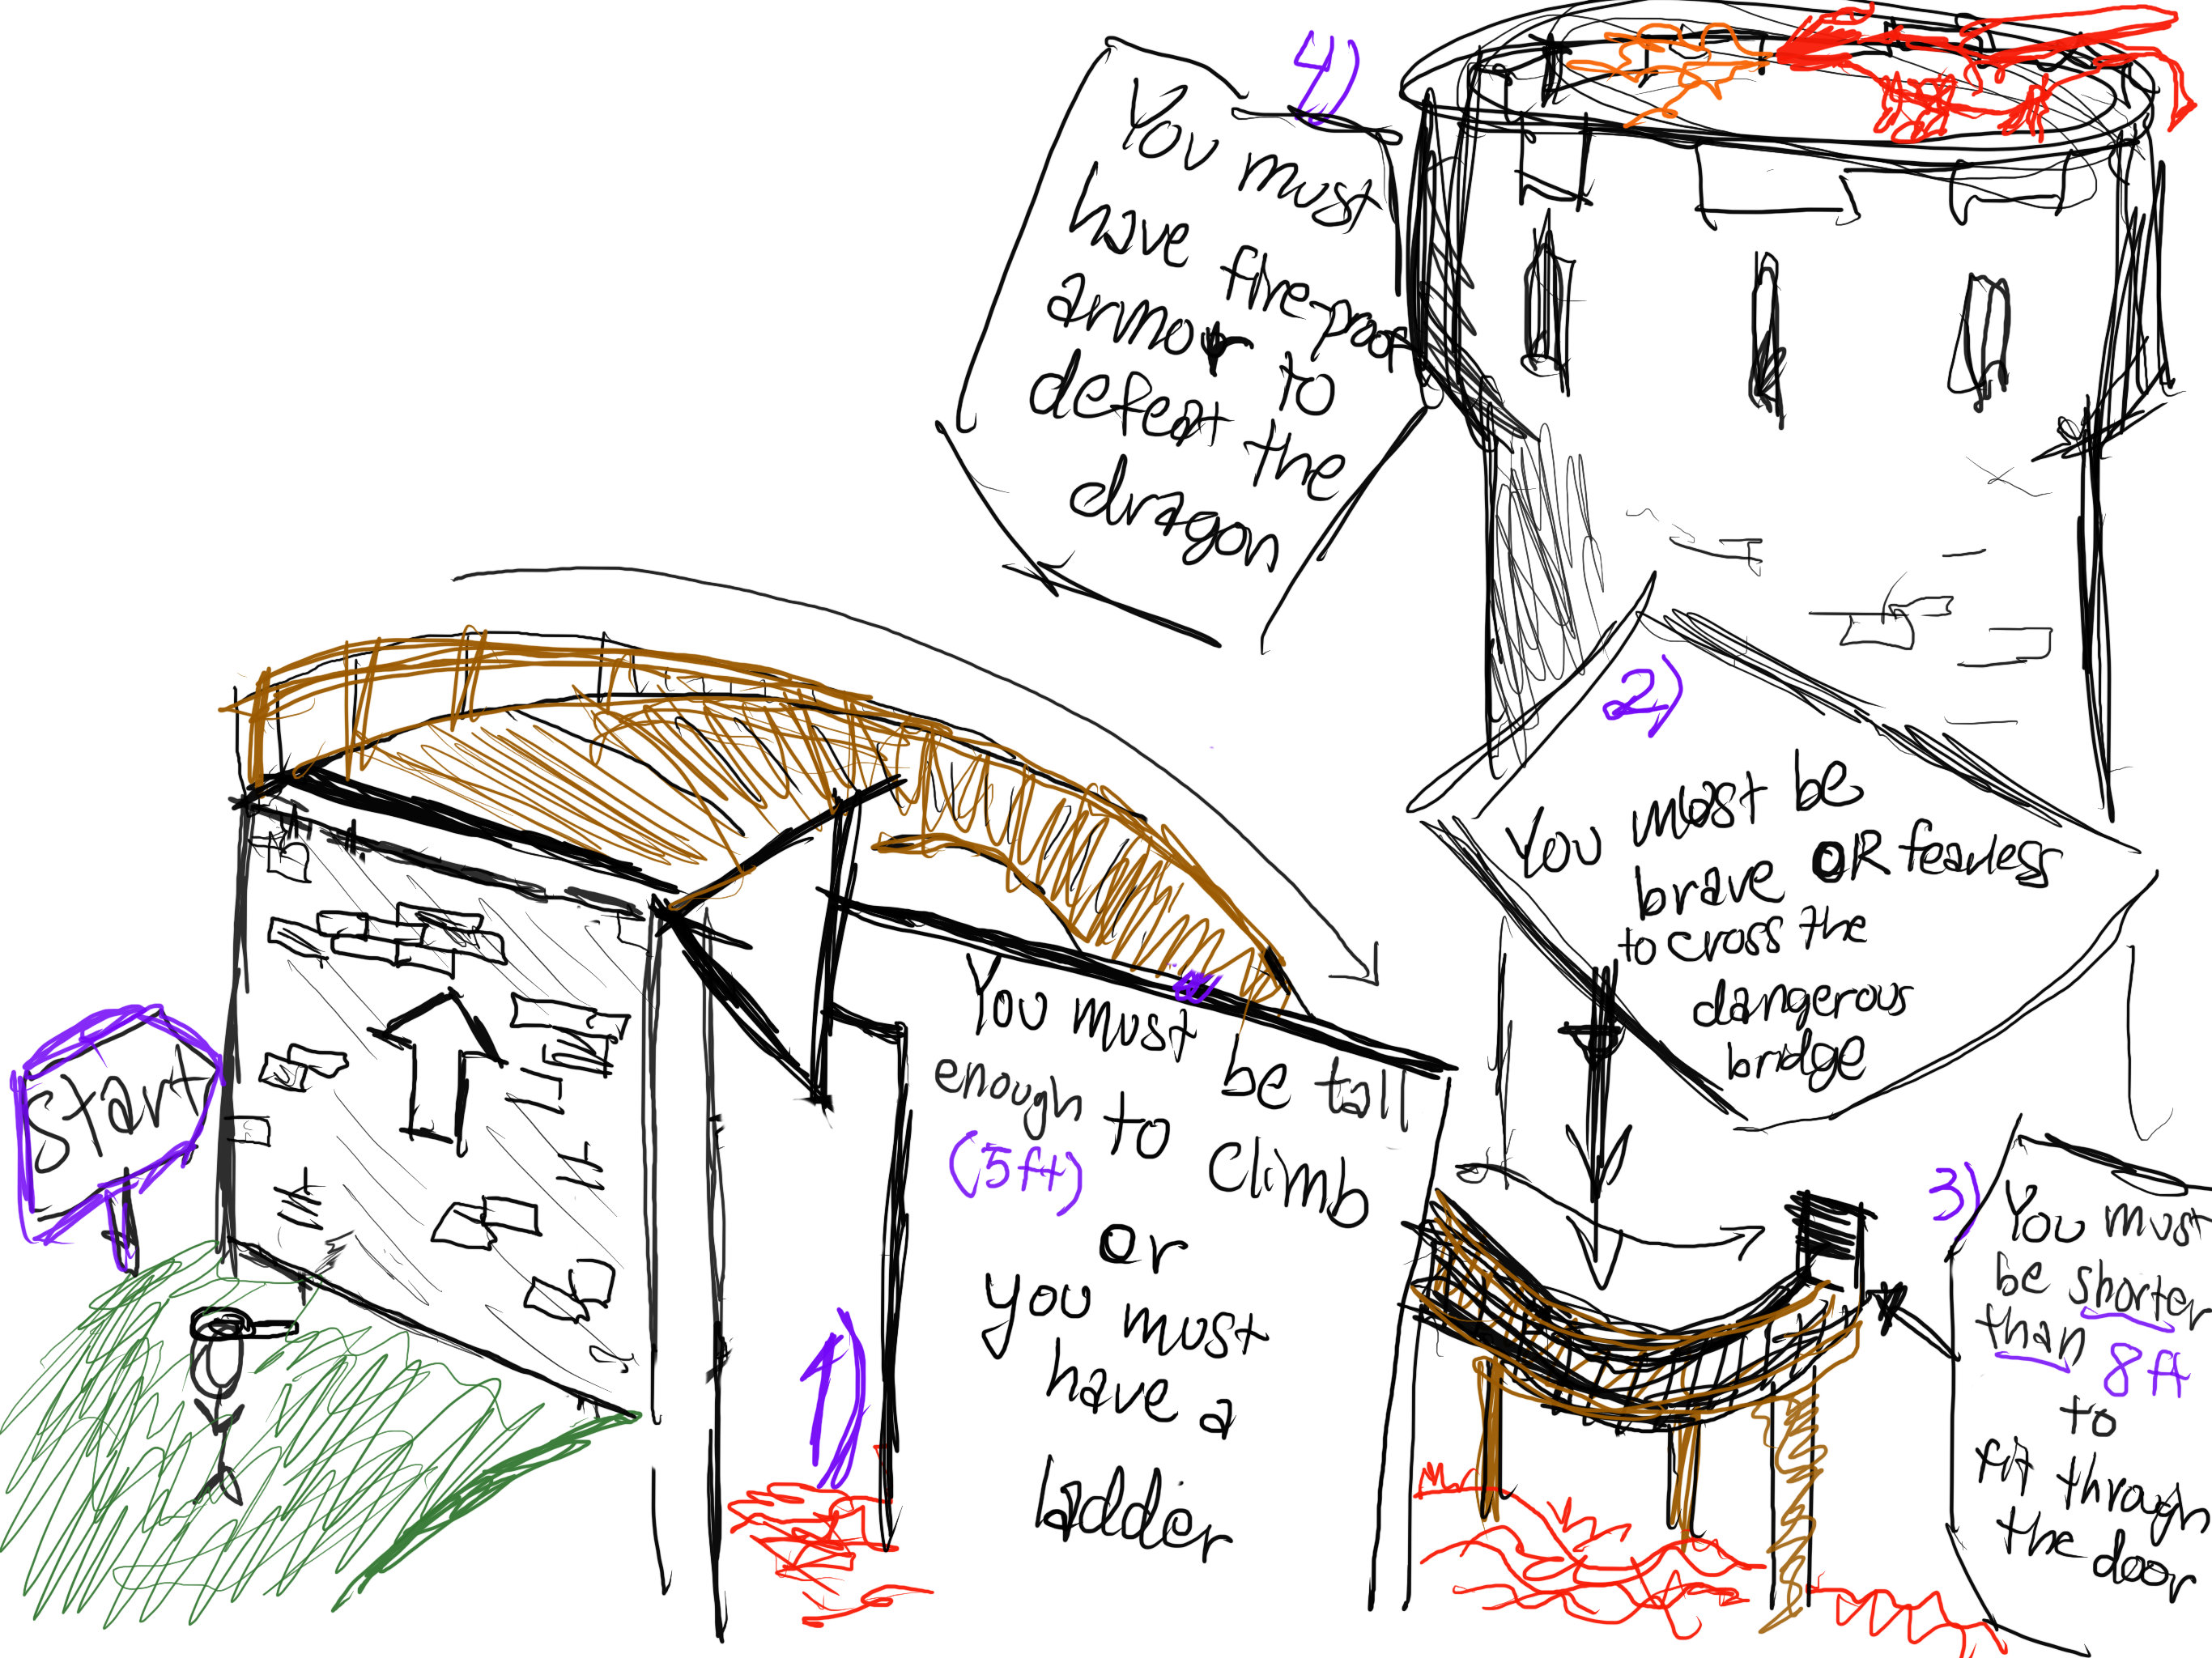 Start
1)
You must
be tall
enough to climb
(5ft)
or
you must
have a
ladder
2)
You must be
brave OR fearless
to cross the
dangerous
bridge
3)
You must
be shorter
than 8ft
to
fit through
the door
4)
You must
have fire-proof
armor to
defeat the
dragon